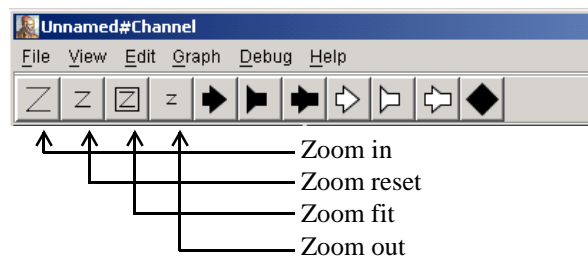 Unnamed#Channel
File View Edit Graph Debug Help
Z Z Z z
Zoom in
Zoom reset
Zoom fit
Zoom out